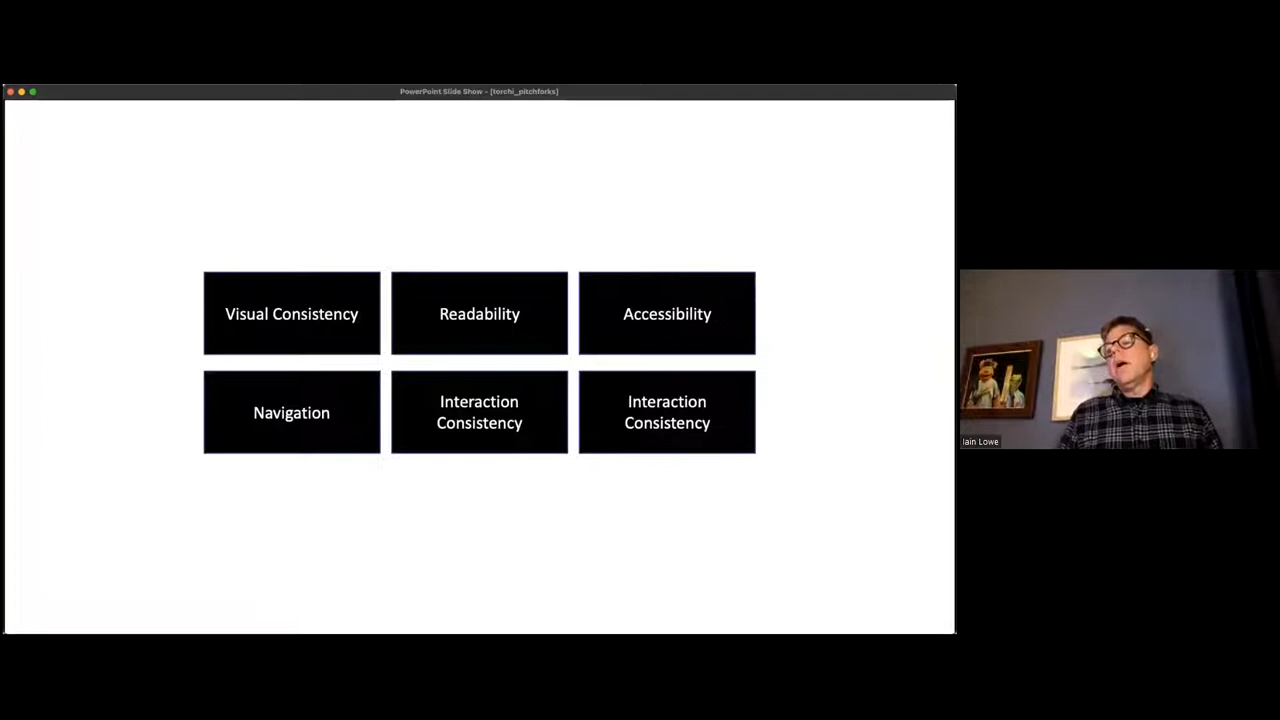 PowerPoint Slide Show - [torchi_pitchforks]
Visual Consistency
Readability
Accessibility
Navigation
Interaction
Consistency
Interaction
Consistency
Iain Lowe